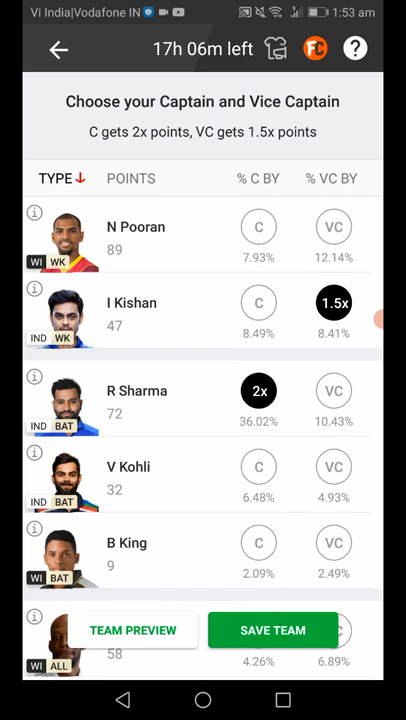 Vi India|Vodafone IN 1:53 am
17h 06m left FC ?
Choose your Captain and Vice Captain
C gets 2x points, VC gets 1.5x points
TYPE POINTS % C BY % VC BY
i N Pooran C VC
WI WK 89 7.93% 12.14%
i I Kishan C 1.5x
IND WK 47 8.49% 8.41%
i R Sharma 2x VC
IND BAT 72 36.02% 10.43%
i V Kohli C VC
IND BAT 32 6.48% 4.93%
i B King C VC
WI BAT 9 2.09% 2.49%
i TEAM PREVIEW SAVE TEAM C
WI ALL 58 4.26% 6.89%